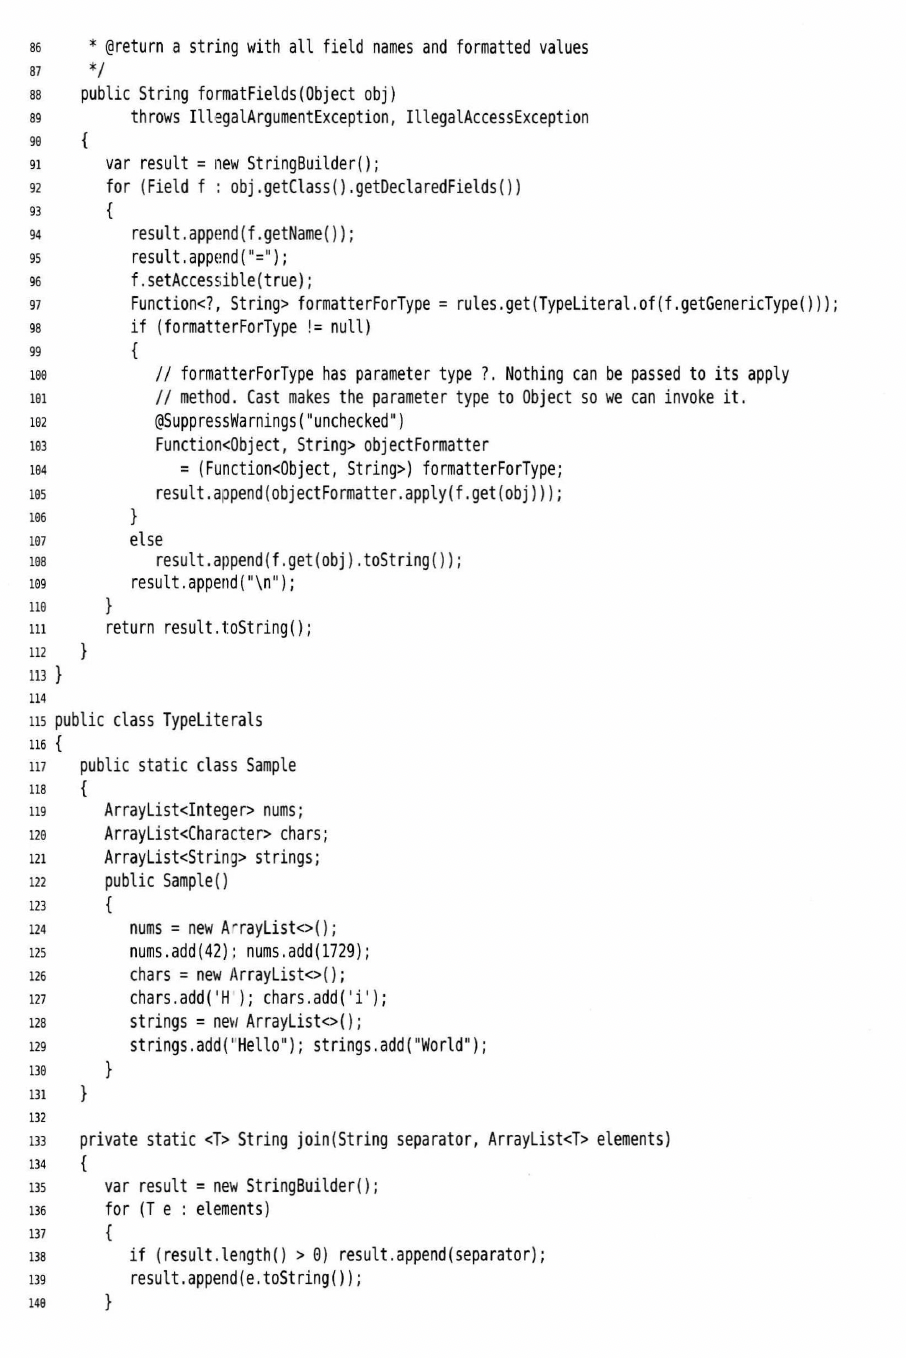 86 * @return a string with all field names and formatted values
87 */
88 public String formatFields(Object obj)
89 throws IllegalArgumentException, IllegalAccessException
90 {
91 var result = new StringBuilder();
92 for (Field f : obj.getClass().getDeclaredFields())
93 {
94 result.append(f.getName());
95 result.append("=");
96 f.setAccessible(true);
97 Function<?, String> formatterForType = rules.get(TypeLiteral.of(f.getGenericType()));
98 if (formatterForType != null)
99 {
100 // formatterForType has parameter type ?. Nothing can be passed to its apply
101 // method. Cast makes the parameter type to Object so we can invoke it.
102 @SuppressWarnings("unchecked")
103 Function<Object, String> objectFormatter
104 = (Function<Object, String>) formatterForType;
105 result.append(objectFormatter.apply(f.get(obj)));
106 }
107 else
108 result.append(f.get(obj).toString());
109 result.append("\n");
110 }
111 return result.toString();
112 }
113 }
114
115 public class TypeLiterals
116 {
117 public static class Sample
118 {
119 ArrayList<Integer> nums;
120 ArrayList<Character> chars;
121 ArrayList<String> strings;
122 public Sample()
123 {
124 nums = new ArrayList<>();
125 nums.add(42); nums.add(1729);
126 chars = new ArrayList<>();
127 chars.add('H'); chars.add('i');
128 strings = new ArrayList<>();
129 strings.add("Hello"); strings.add("World");
130 }
131 }
132
133 private static <T> String join(String separator, ArrayList<T> elements)
134 {
135 var result = new StringBuilder();
136 for (T e : elements)
137 {
138 if (result.length() > 0) result.append(separator);
139 result.append(e.toString());
140 }